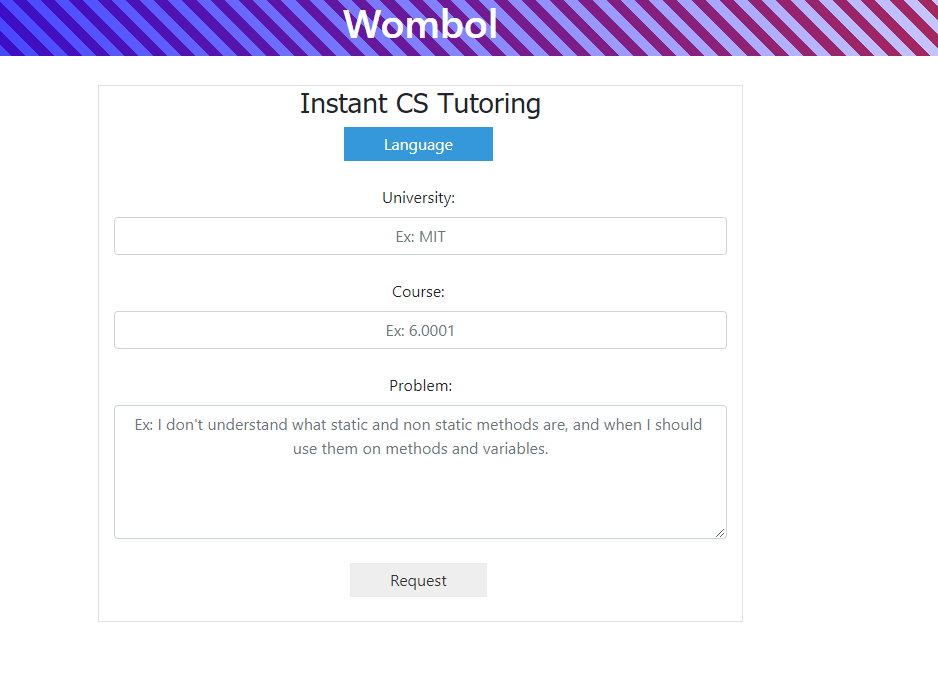 Wombol
Instant CS Tutoring
Language
University:
Ex: MIT
Course:
Ex: 6.0001
Problem:
Ex: I don't understand what static and non static methods are, and when I should
use them on methods and variables.
Request